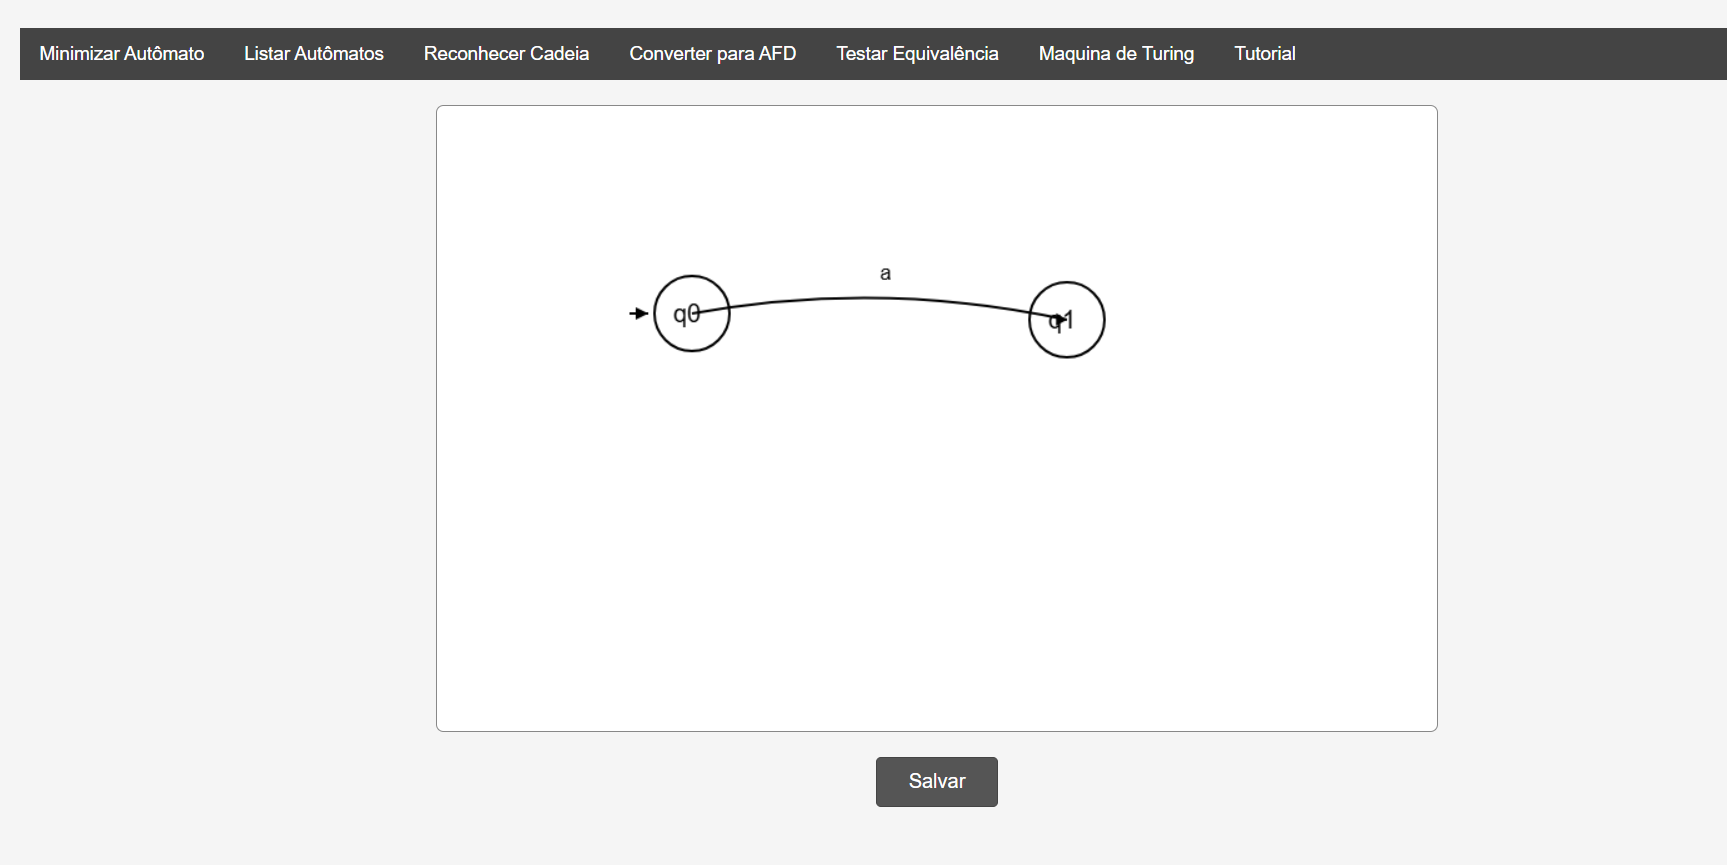 Minimizar Autômato Listar Autômatos Reconhecer Cadeia Converter para AFD Testar Equivalência Maquina de Turing Tutorial
a
q0
q1
Salvar